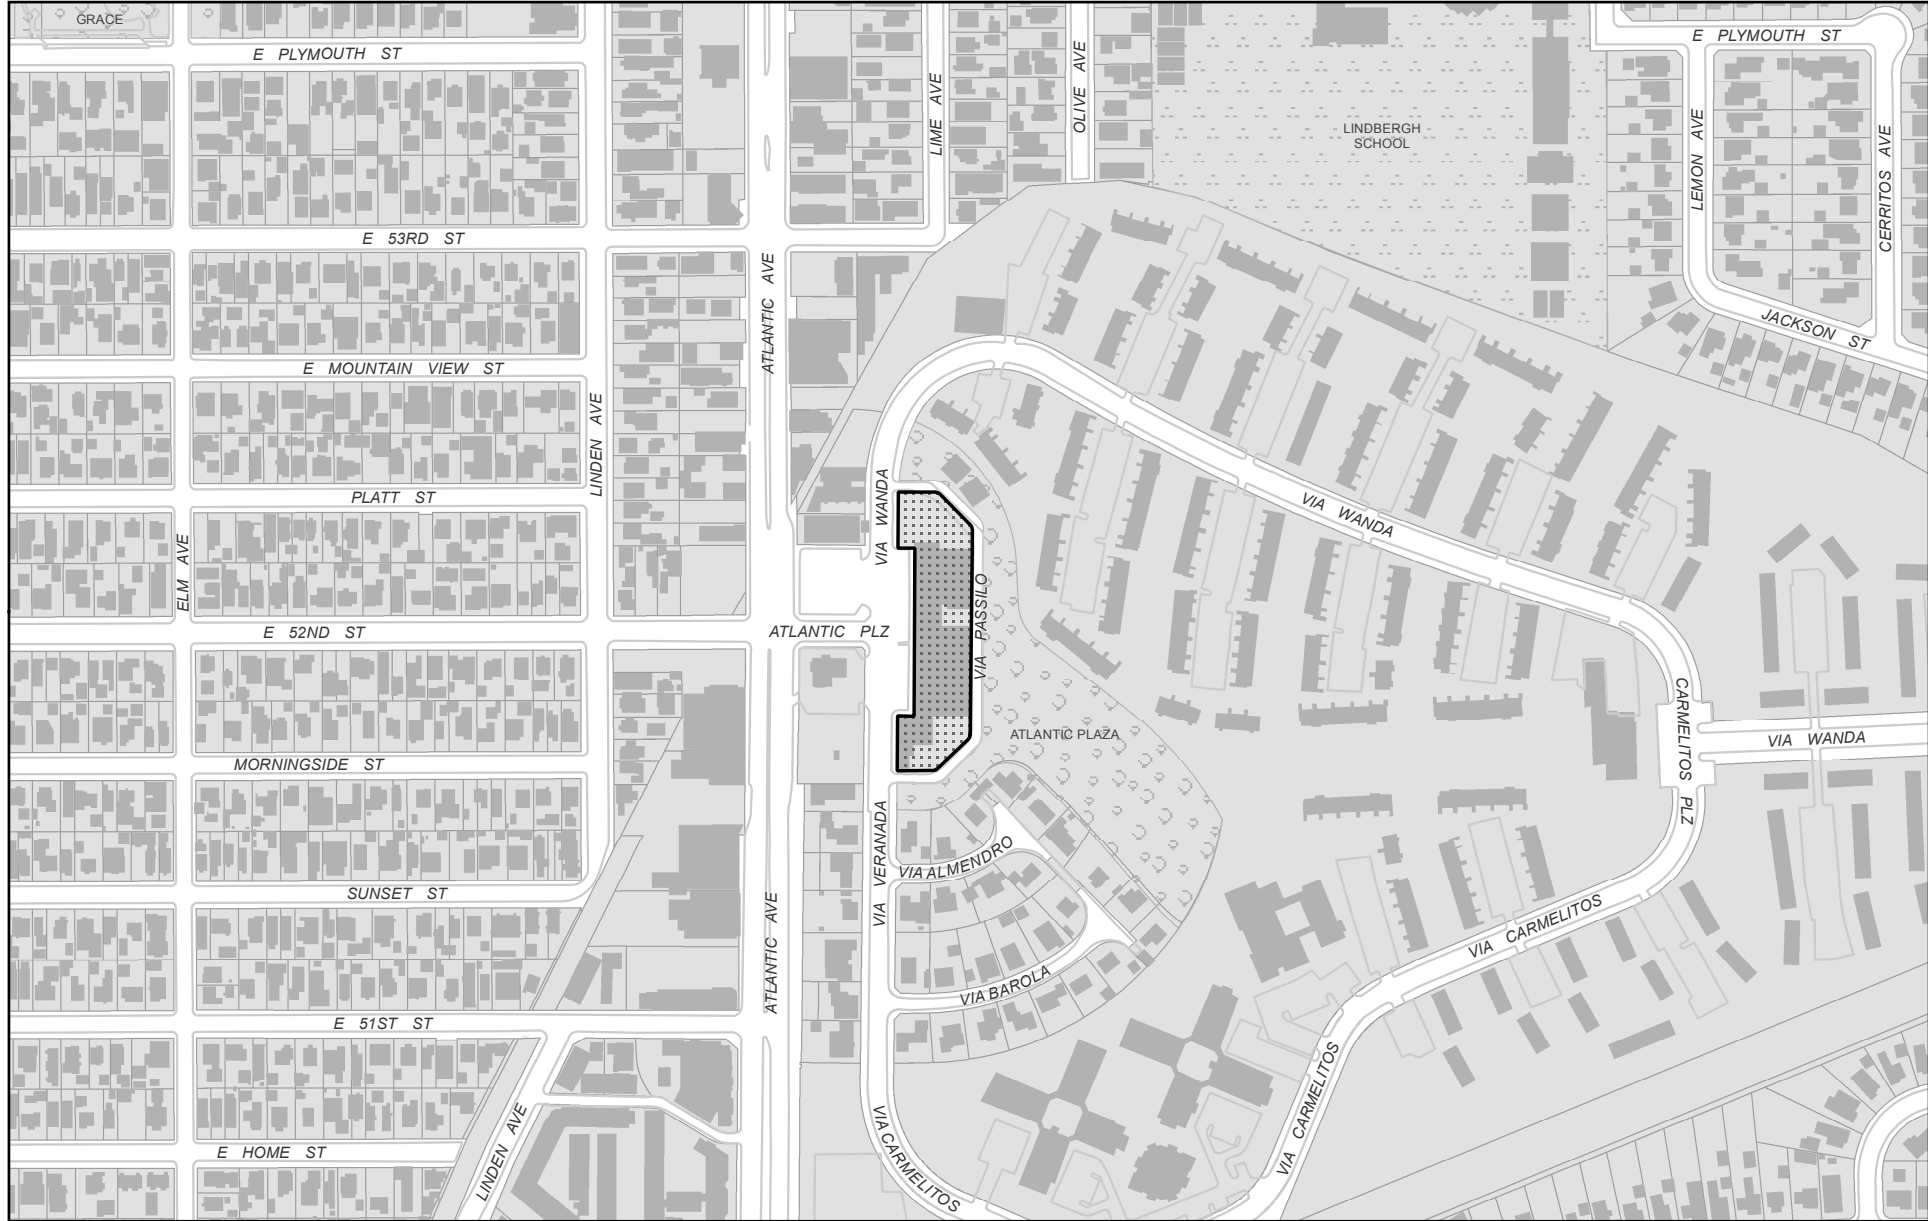 GRACE
E PLYMOUTH ST
E PLYMOUTH ST
LIME AVE
OLIVE AVE
LINDBERGH
SCHOOL
LEMON AVE
CERRITOS AVE
E 53RD ST
ATLANTIC AVE
JACKSON ST
E MOUNTAIN VIEW ST
LINDEN AVE
PLATT ST
VIA WANDA
VIA WANDA
ELM AVE
VIA PASSILO
E 52ND ST
ATLANTIC PLZ
CARMELITOS PLZ
ATLANTIC PLAZA
VIA WANDA
MORNINGSIDE ST
VIA VERANADA
VIA ALMENDRO
SUNSET ST
ATLANTIC AVE
VIA CARMELITOS
VIA BAROLA
E 51ST ST
VIA CARMELITOS
LINDEN AVE
VIA CARMELITOS
E HOME ST